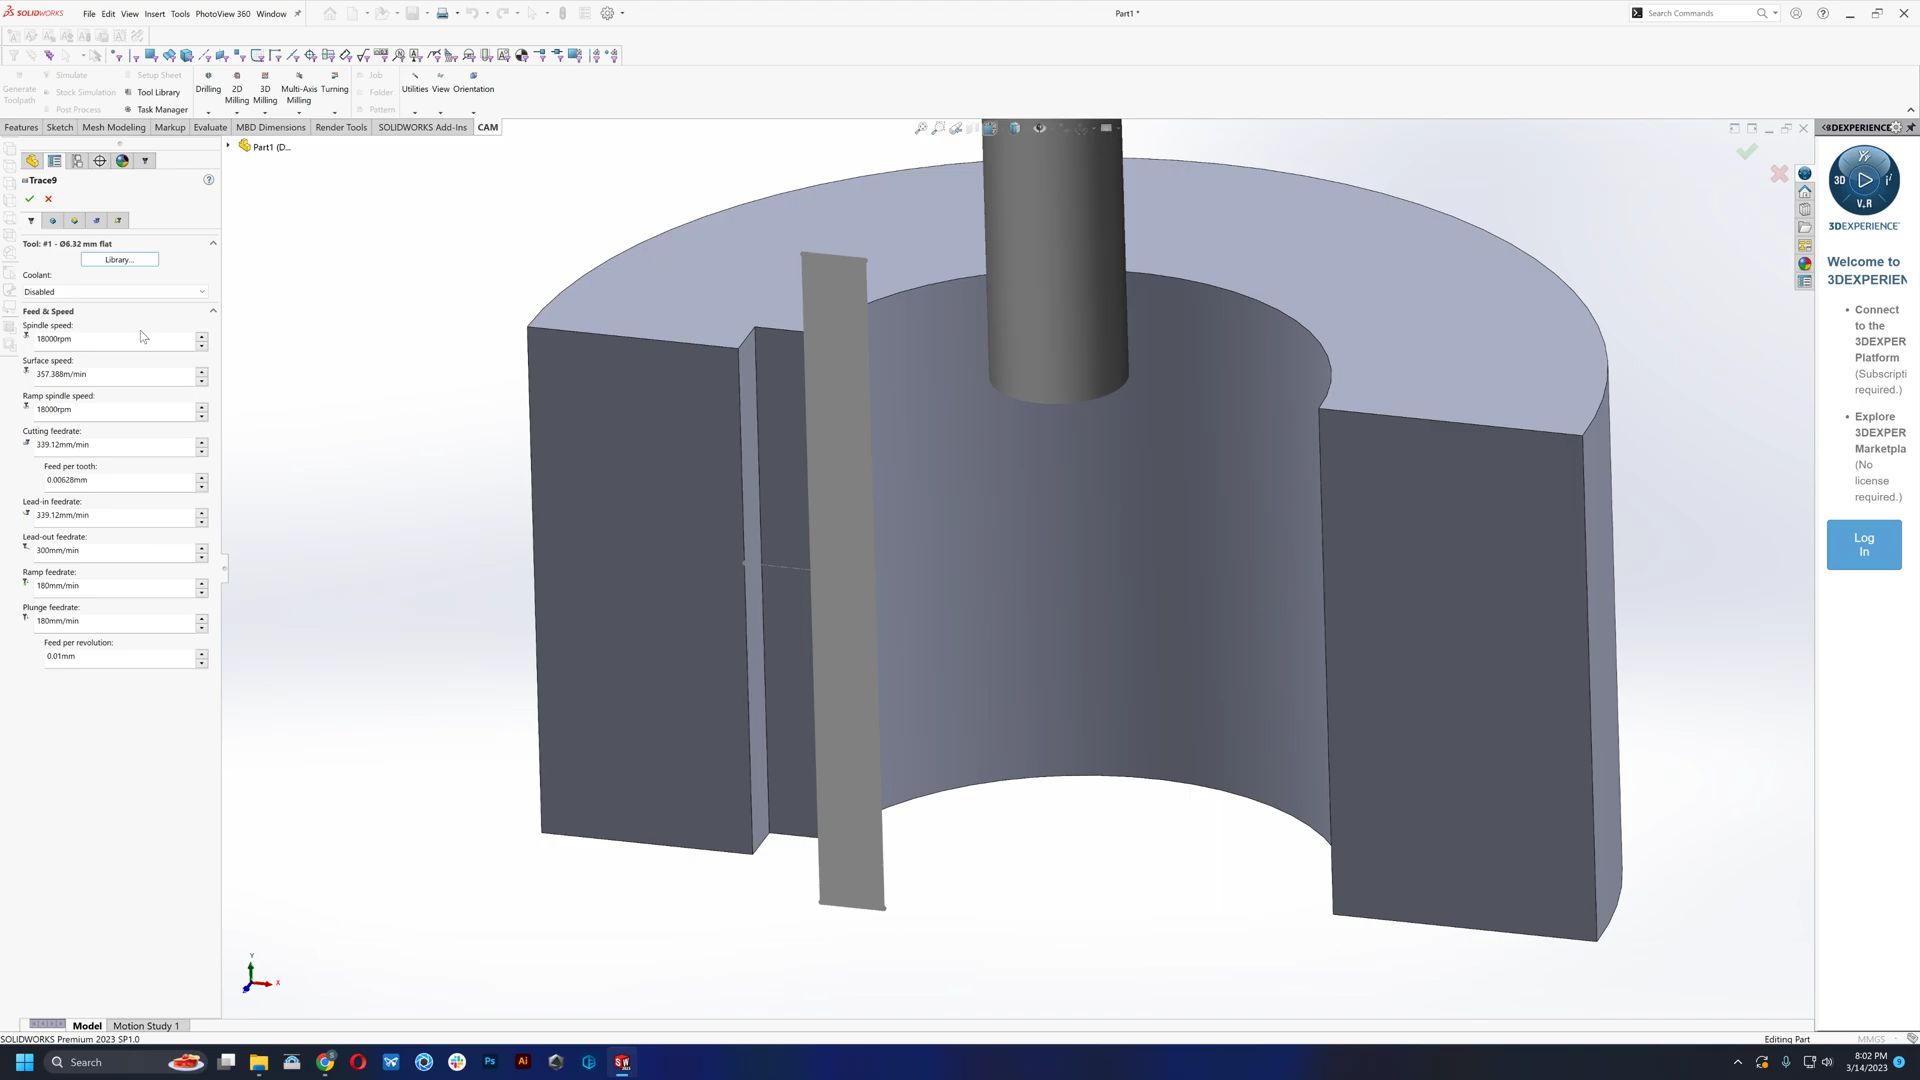 SOLIDWORKS File Edit View Insert Tools PhotoView 360 Window Part1 * Search Commands
Generate Toolpath
Simulate
Stock Simulation
Post Process
Setup Sheet
Tool Library
Task Manager
Drilling
2D Milling
3D Milling
Multi-Axis Milling
Turning
Job
Folder
Pattern
Utilities
View
Orientation
Features Sketch Mesh Modeling Markup Evaluate MBD Dimensions Render Tools SOLIDWORKS Add-Ins CAM
Part1 (D...
Trace9
Tool: #1 - Ø6.32 mm flat
Library...
Coolant:
Disabled
Feed & Speed
Spindle speed:
18000rpm
Surface speed:
357.388m/min
Ramp spindle speed:
18000rpm
Cutting feedrate:
339.12mm/min
Feed per tooth:
0.00628mm
Lead-in feedrate:
339.12mm/min
Lead-out feedrate:
300mm/min
Ramp feedrate:
180mm/min
Plunge feedrate:
180mm/min
Feed per revolution:
0.01mm
3DEXPERIENC
3D
V.R
3DEXPERIENCE
Welcome to
3DEXPERIEN
• Connect
to the
3DEXPER
Platform
(Subscripti
required.)
• Explore
3DEXPER
Marketpla
(No
license
required.)
Log
In
Y
X
Model Motion Study 1
SOLIDWORKS Premium 2023 SP1.0
Editing Part
MMGS
Search
8:02 PM
3/14/2023
9